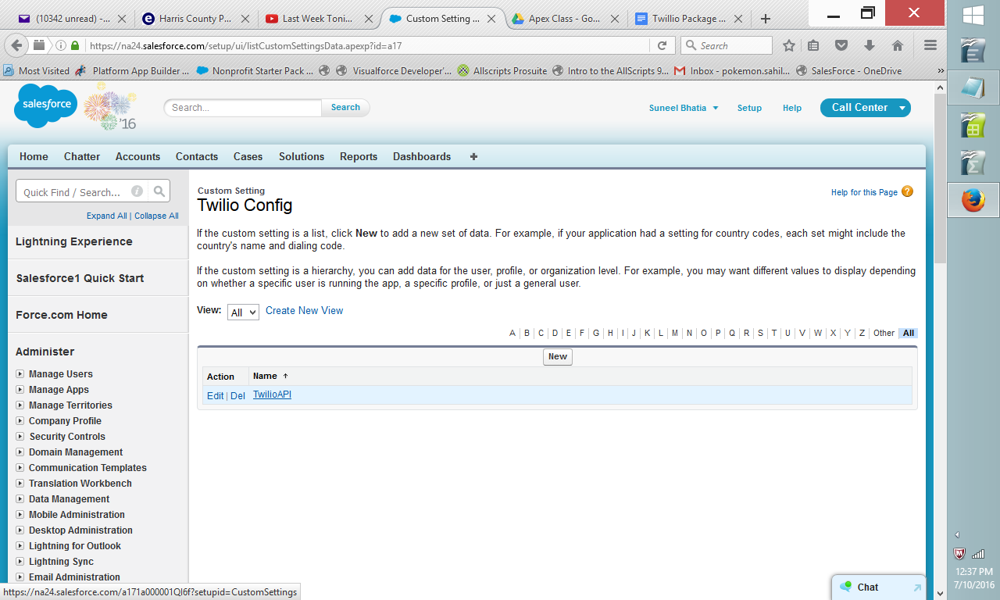 (10342 unread) -...
Harris County P...
Last Week Toni...
Custom Setting ...
Apex Class - Go...
Twillio Package ...
https://na24.salesforce.com/setup/ui/listCustomSettingsData.apexp?id=a17
Search
Most Visited
Platform App Builder ...
Nonprofit Starter Pack ...
Visualforce Developer'...
Allscripts Prosuite
Intro to the AllScripts 9...
Inbox - pokemon.sahil...
SalesForce - OneDrive
salesforce
'16
Search...
Search
Suneel Bhatia
Setup
Help
Call Center
Home
Chatter
Accounts
Contacts
Cases
Solutions
Reports
Dashboards
Quick Find / Search...
Expand All | Collapse All
Lightning Experience
Salesforce1 Quick Start
Force.com Home
Administer
Manage Users
Manage Apps
Manage Territories
Company Profile
Security Controls
Domain Management
Communication Templates
Translation Workbench
Data Management
Mobile Administration
Desktop Administration
Lightning for Outlook
Lightning Sync
Email Administration
Custom Setting
Twilio Config
Help for this Page
If the custom setting is a list, click New to add a new set of data. For example, if your application had a setting for country codes, each set might include the
country's name and dialing code.
If the custom setting is a hierarchy, you can add data for the user, profile, or organization level. For example, you may want different values to display depending
on whether a specific user is running the app, a specific profile, or just a general user.
View: All Create New View
A | B | C | D | E | F | G | H | I | J | K | L | M | N | O | P | Q | R | S | T | U | V | W | X | Y | Z | Other | All
New
Action Name
Edit | Del TwilioAPI
https://na24.salesforce.com/a171a000001QI6f?setupid=CustomSettings
Chat
12:37 PM
7/10/2016